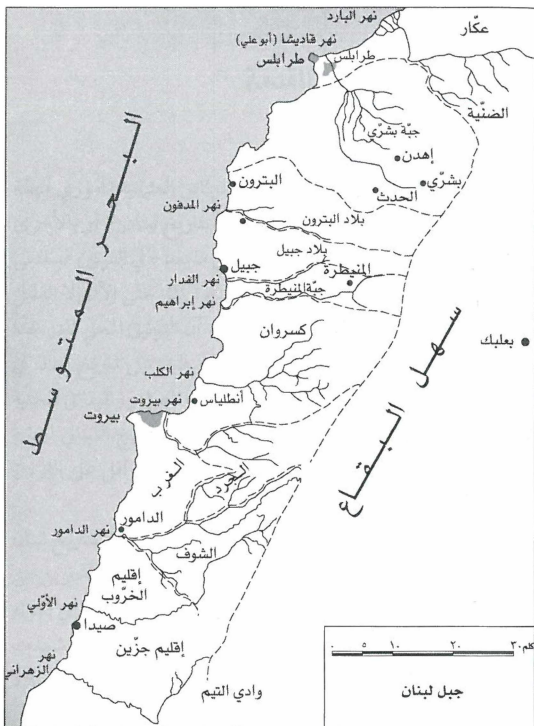 نهر البارد
عكّار
نهر قاديشا (أبو علي)
طرابلس
طرابلس
الضنّية
جبّة بشرّي
إهدن
بشرّي
الحدث
البترون
نهر المدفون
بلاد البترون
بلاد جبيل
جبيل
المنيطرة
نهر الفدار
جبّة المنيطرة
نهر إبراهيم
كسروان
بعلبك
نهر الكلب
أنطلياس
نهر بيروت
بيروت
الغرب
الجرد
الدامور
نهر الدامور
الشوف
إقليم
الخرّوب
نهر الأوّلي
صيدا
إقليم جزّين
نهر
الزهراني
وادي التيم
البحر المتوسط
سهل البقاع
٠ ٥ ١٠ ٢٠ ٣٠ كلم
جبل لبنان